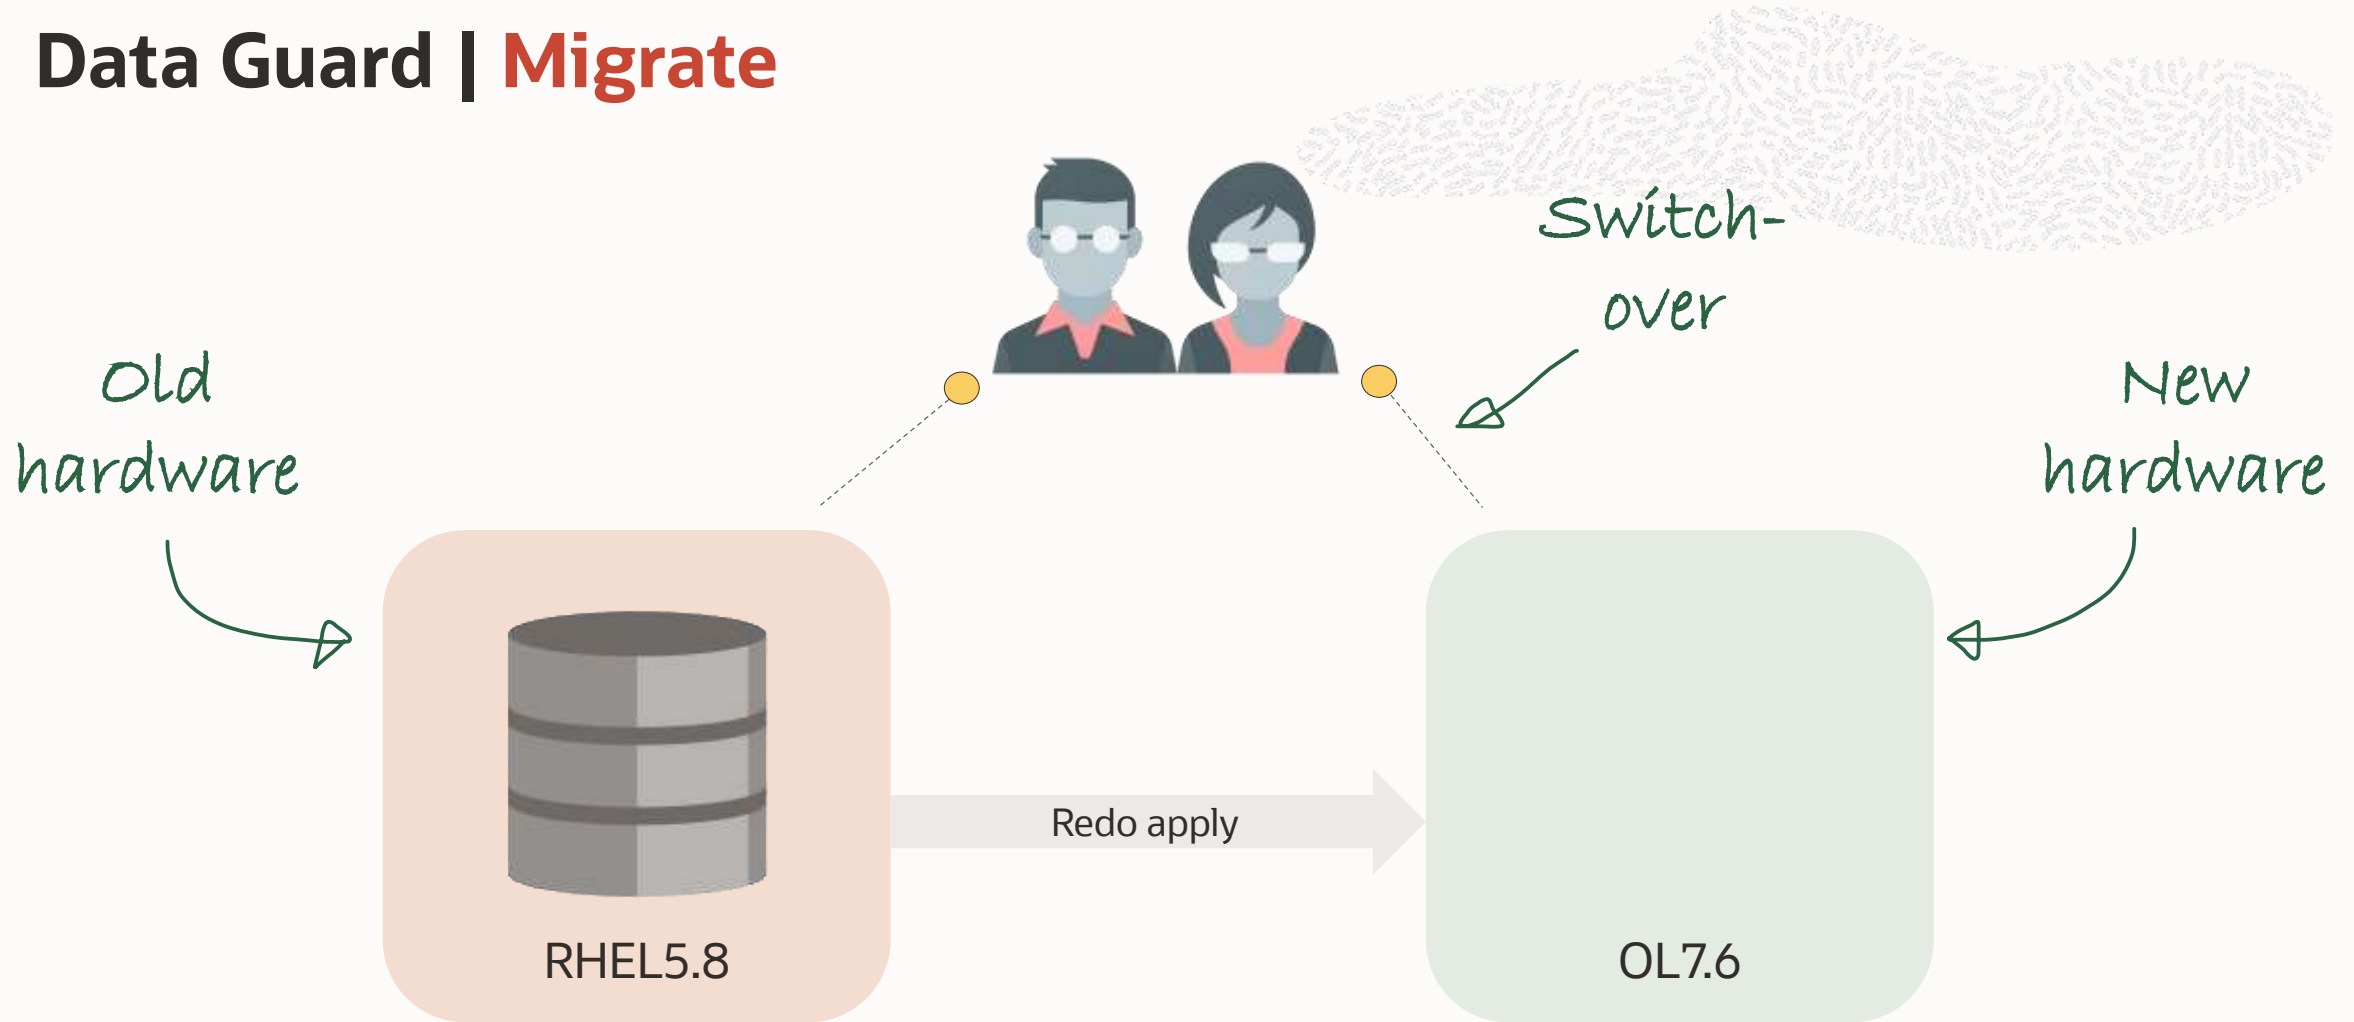 Data Guard | Migrate
Switch-
over
Old
hardware
New
hardware
Redo apply
RHEL5.8
OL7.6